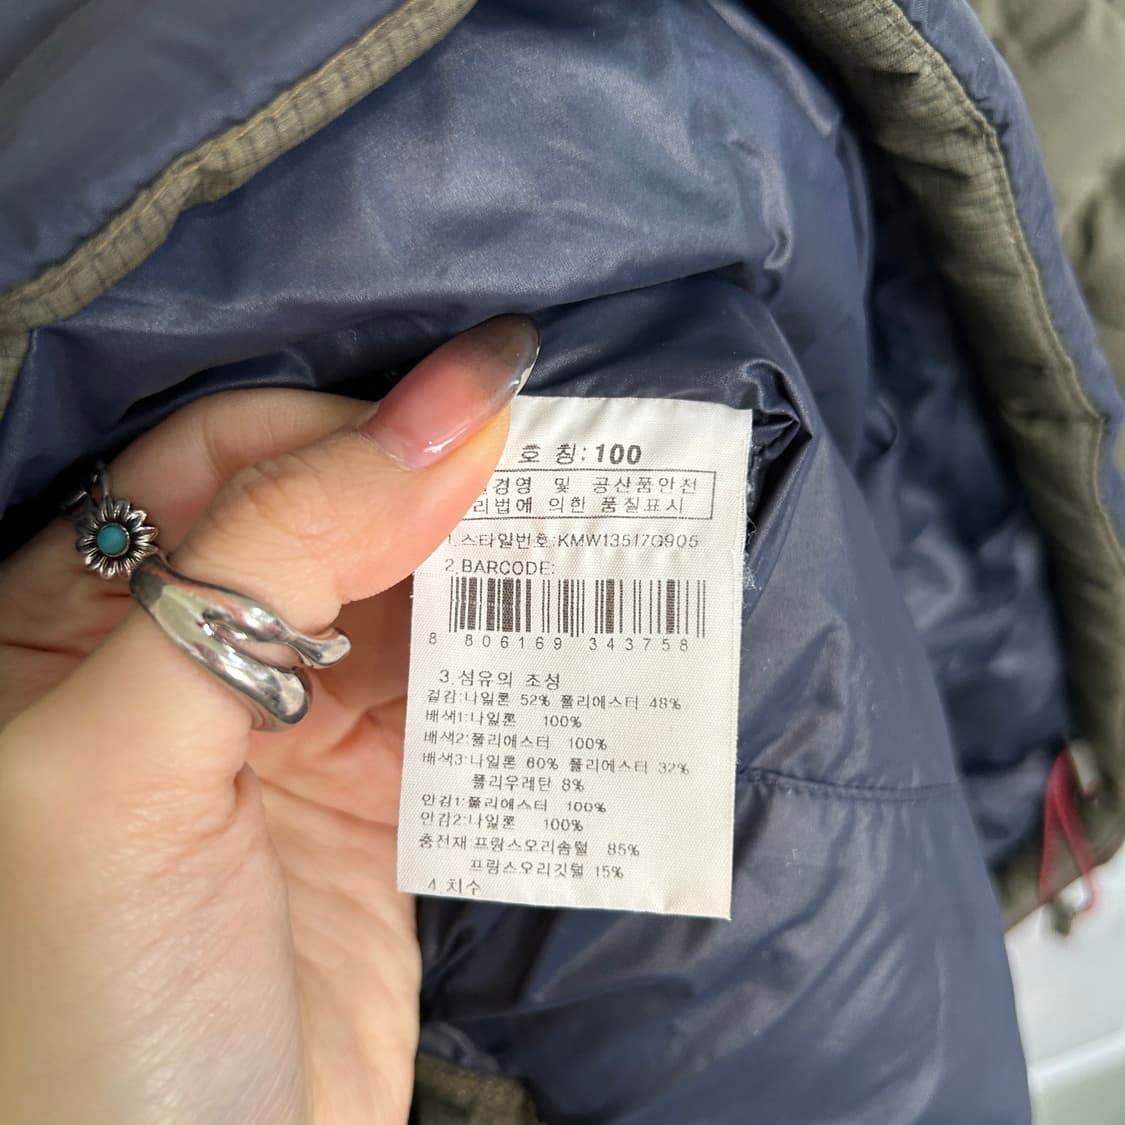 호 칭:100
경영 및 공산품안전
리법에 의한 품질표시
1.스타일번호:KMW13517G905
2.BARCODE:
8 806169 343758
3.섬유의 조성
겉감:나일론 52% 폴리에스터 48%
배색1:나일론 100%
배색2:폴리에스터 100%
배색3:나일론 60% 폴리에스터 32%
폴리우레탄 8%
안감1:폴리에스터 100%
안감2:나일론 100%
충전재:프랑스오리솜털 85%
프랑스오리깃털 15%
4.치수